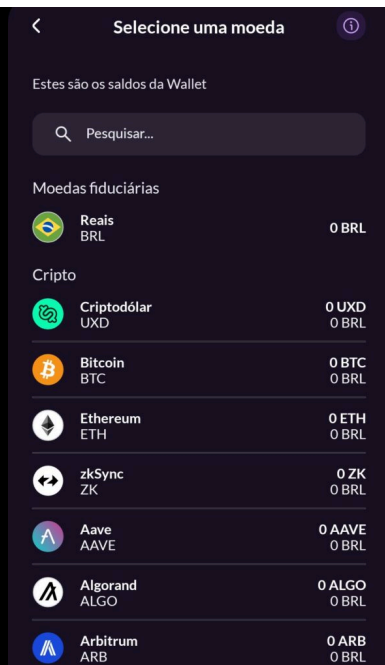 Selecione uma moeda
Estes são os saldos da Wallet
Pesquisar...
Moedas fiduciárias
Reais
BRL
0 BRL
Cripto
Criptodólar
0 UXD
UXD
0 BRL
Bitcoin
0 BTC
BTC
0 BRL
Ethereum
0 ETH
ETH
0 BRL
zkSync
0 ZK
ZK
0 BRL
Aave
0 AAVE
AAVE
0 BRL
Algorand
0 ALGO
ALGO
0 BRL
Arbitrum
0 ARB
ARB
0 BRL